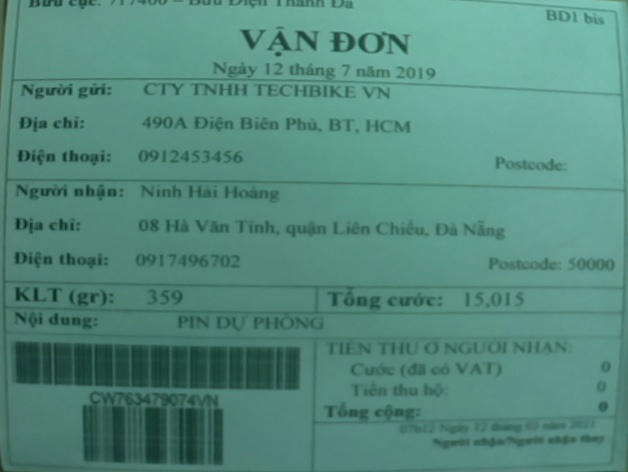 Bưu cục: 717400 – Bưu Điện Thanh Đa
BD1 bis
VẬN ĐƠN
Ngày 12 tháng 7 năm 2019
Người gửi: CTY TNHH TECHBIKE VN
Địa chỉ: 490A Điện Biên Phủ, BT, HCM
Điện thoại: 0912453456 Postcode:
Người nhận: Ninh Hải Hoàng
Địa chỉ: 08 Hà Văn Tính, quận Liên Chiểu, Đà Nẵng
Điện thoại: 0917496702 Postcode: 50000
KLT (gr): 359 Tổng cước: 15,015
Nội dung: PIN DỰ PHÒNG
TIỀN THU Ở NGƯỜI NHẬN:
Cước (đã có VAT) 0
Tiền thu hộ: 0
Tổng cộng: 0
CW763479074VN
07h12 Ngày 12 tháng 03 năm 2021
Người nhận/Người nhận thay